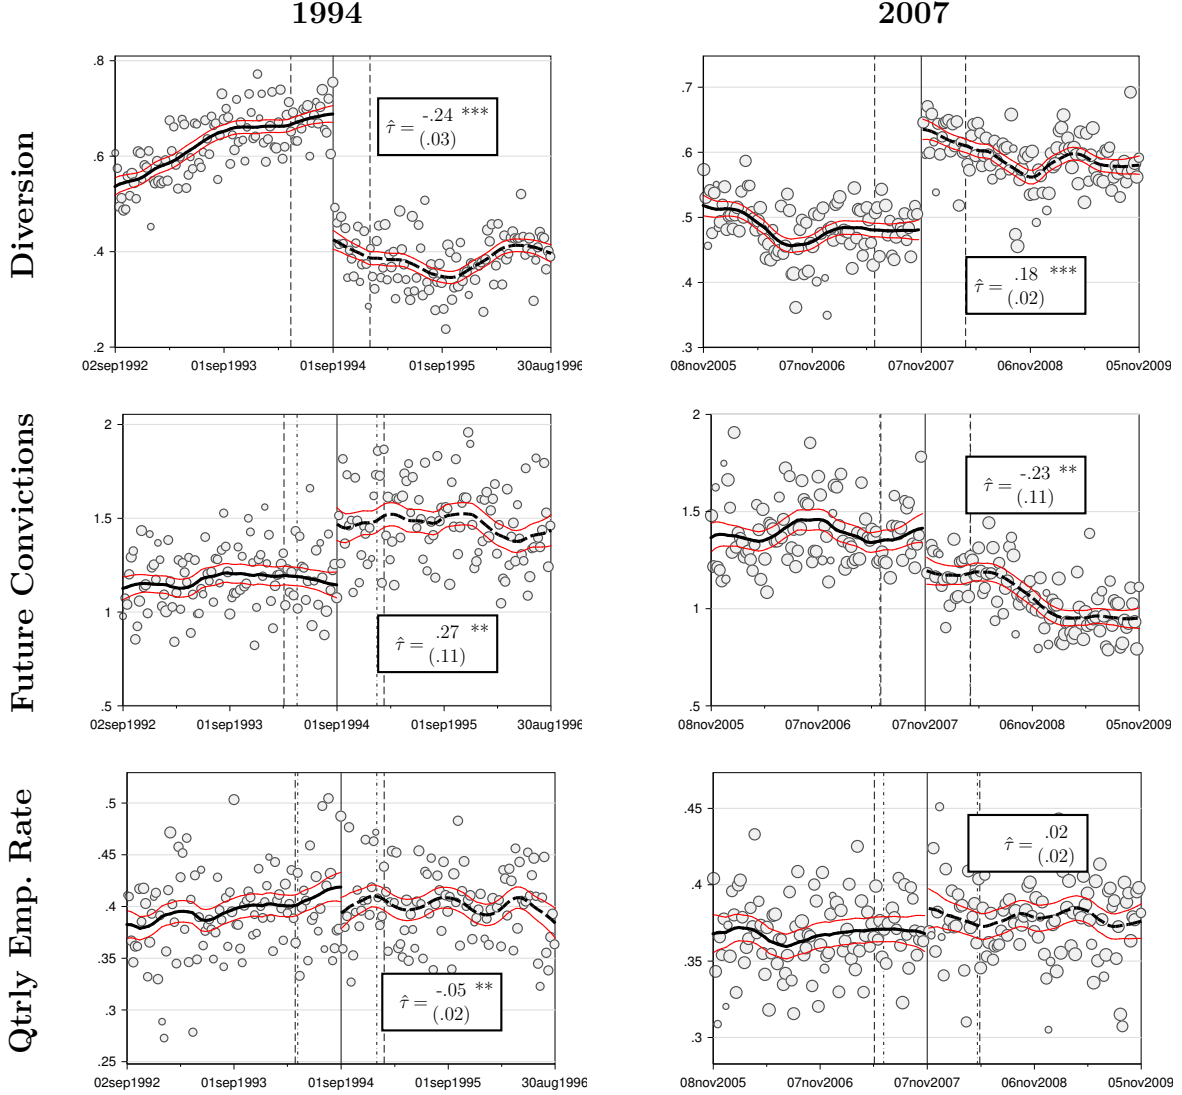 1994
2007
Diversion
.8
.6
.4
.2
02sep1992
01sep1993
01sep1994
01sep1995
30aug1996
τ̂ = -.24 ***
(.03)
.7
.6
.5
.4
.3
08nov2005
07nov2006
07nov2007
06nov2008
05nov2009
τ̂ = .18 ***
(.02)
Future Convictions
2
1.5
1
.5
02sep1992
01sep1993
01sep1994
01sep1995
30aug1996
τ̂ = .27 **
(.11)
2
1.5
1
.5
08nov2005
07nov2006
07nov2007
06nov2008
05nov2009
τ̂ = -.23 **
(.11)
Qtrly Emp. Rate
.5
.45
.4
.35
.3
.25
02sep1992
01sep1993
01sep1994
01sep1995
30aug1996
τ̂ = -.05 **
(.02)
.45
.4
.35
.3
08nov2005
07nov2006
07nov2007
06nov2008
05nov2009
τ̂ = .02
(.02)